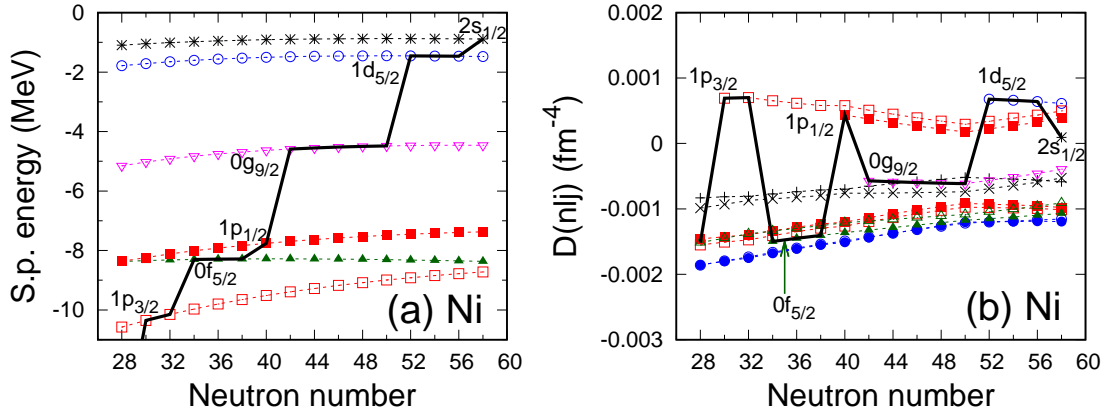 0
-2
-4
-6
-8
-10
S.p. energy (MeV)
2s1/2
1d5/2
0g9/2
1p1/2
0f5/2
1p3/2
(a) Ni
28 32 36 40 44 48 52 56 60
Neutron number
0.002
0.001
0
-0.001
-0.002
-0.003
D(nlj) (fm-4)
1p3/2
1d5/2
1p1/2
2s1/2
0g9/2
0f5/2
(b) Ni
28 32 36 40 44 48 52 56 60
Neutron number